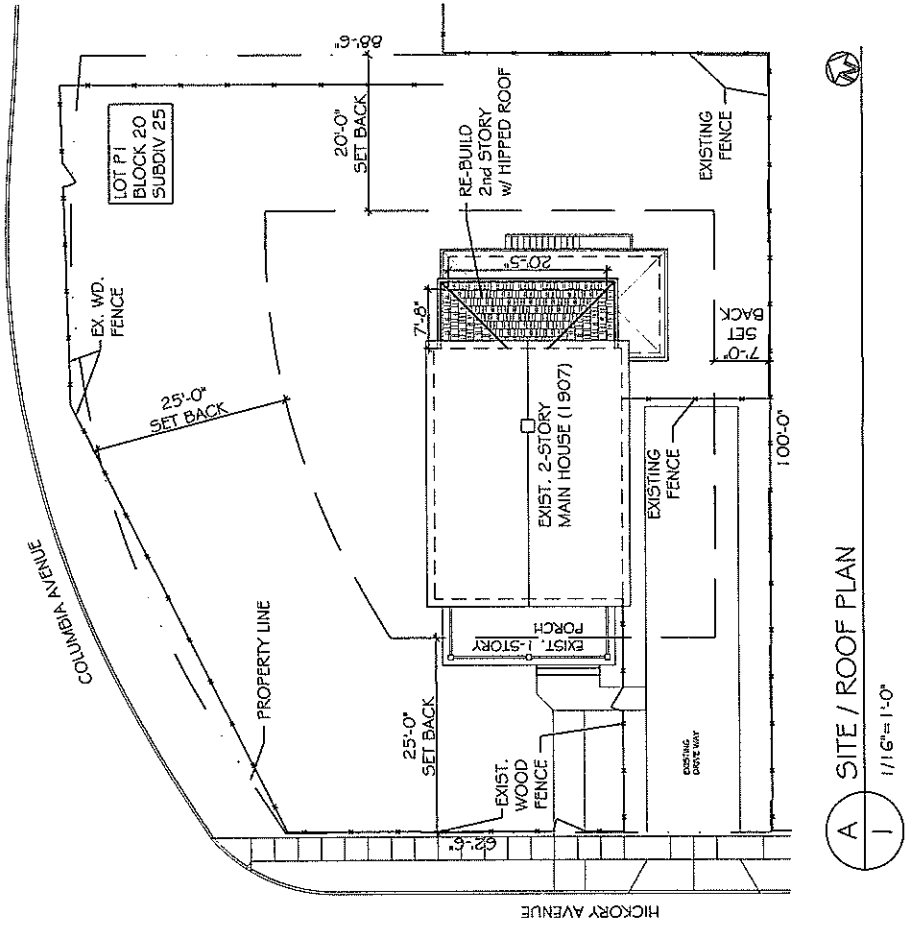 COLUMBIA AVENUE
LOT P1
BLOCK 20
SUBDIV 25
88'-6"
EX. WD.
FENCE
20'-0"
SET BACK
25'-0"
SET BACK
RE-BUILD
2nd STORY
w/ HIPPED ROOF
7'-8"
20'-5"
EXISTING
FENCE
7'-0"
SET
BACK
EXIST. 2-STORY
MAIN HOUSE (1907)
EXISTING
FENCE
100'-0"
PROPERTY LINE
EXIST. 1-STORY
PORCH
25'-0"
SET BACK
EXIST.
WOOD
FENCE
EXISTING
DRIVE WAY
62'-6"
HICKORY AVENUE
A
1
SITE / ROOF PLAN
1/16"=1'-0"
N